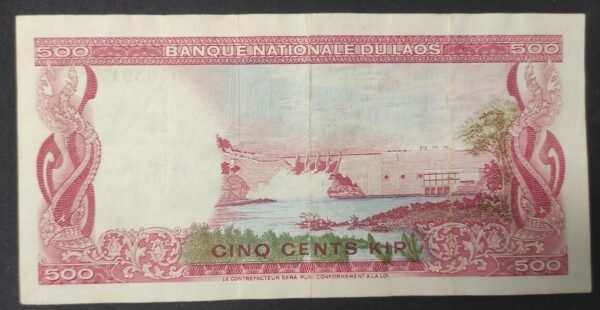 500 BANQUE NATIONALE DU LAOS 500
CINQ CENTS KIP
500 500
LE CONTREFACTEUR SERA PUNI CONFORMEMENT A LA LOI